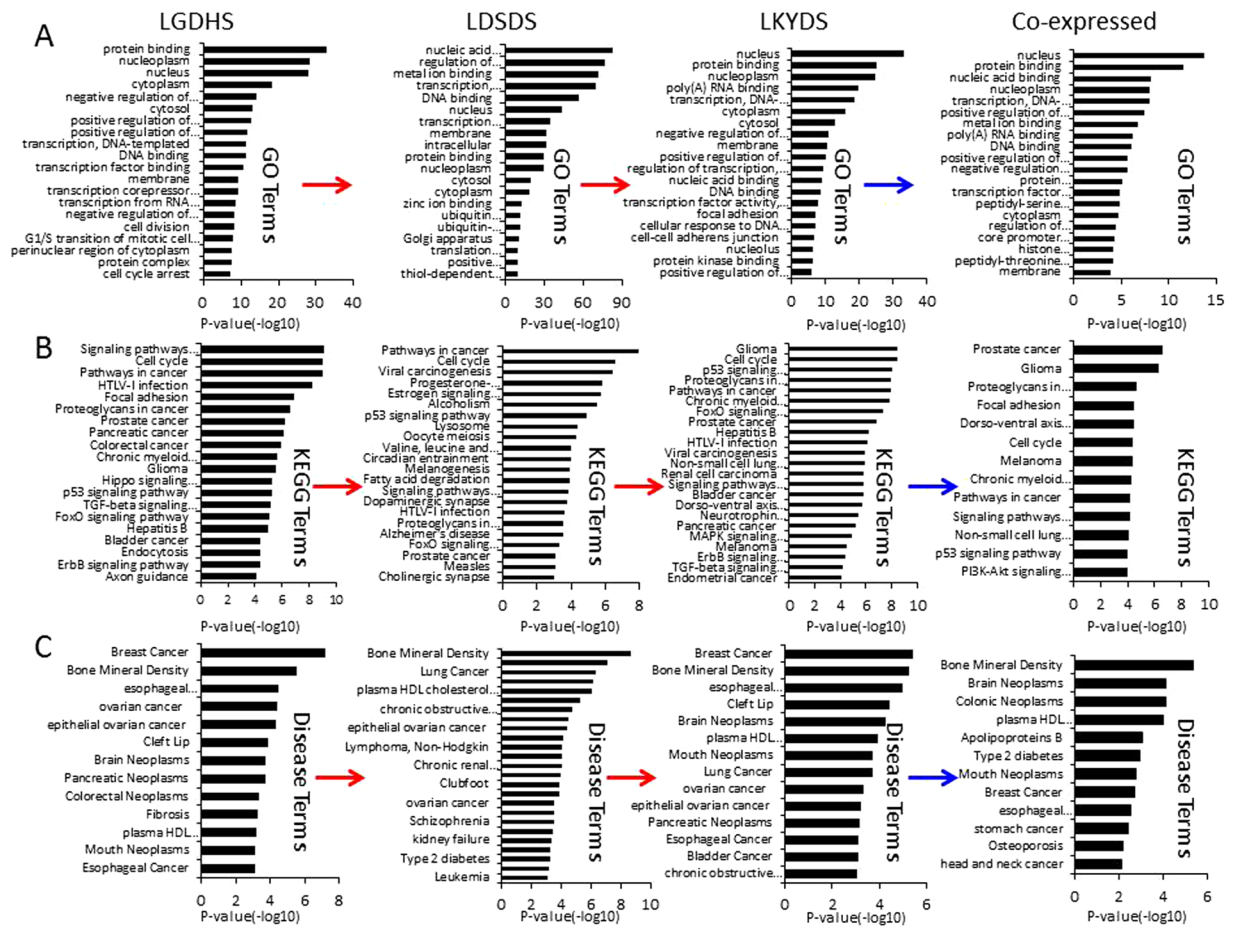 LGDHS
LDSDS
LKYDS
Co-expressed
A
protein binding
nucleoplasm
nucleus
cytoplasm
negative regulation of...
cytosol
positive regulation of...
positive regulation of...
transcription, DNA-templated
DNA binding
transcription factor binding
membrane
transcription corepressor...
transcription from RNA...
negative regulation of...
cell division
G1/S transition of mitotic cell...
perinuclear region of cytoplasm
protein complex
cell cycle arrest
GO Terms
0 10 20 30 40
P-value(-log10)
nucleic acid...
regulation of...
metal ion binding
transcription,...
DNA binding
nucleus
transcription...
membrane
intracellular
protein binding
nucleoplasm
cytosol
cytoplasm
zinc ion binding
ubiquitin...
ubiquitin-...
Golgi apparatus
translation...
positive...
thiol-dependent...
GO Terms
0 30 60 90
P-value(-log10)
nucleus
protein binding
nucleoplasm
poly(A) RNA binding
transcription, DNA-...
cytoplasm
cytosol
negative regulation of...
membrane
positive regulation of...
regulation of transcription,...
nucleic acid binding
DNA binding
transcription factor activity,...
focal adhesion
cellular response to DNA...
cell-cell adherens junction
nucleolus
protein kinase binding
positive regulation of...
GO Terms
0 10 20 30 40
P-value(-log10)
nucleus
protein binding
nucleic acid binding
nucleoplasm
transcription, DNA-...
positive regulation of...
metal ion binding
poly(A) RNA binding
DNA binding
positive regulation...
negative regulation...
protein...
transcription factor...
peptidyl-serine...
cytoplasm
regulation of...
core promoter...
histone...
peptidyl-threonine...
membrane
GO Terms
0 5 10 15
P-value(-log10)
B
Signaling pathways...
Cell cycle
Pathways in cancer
HTLV-I infection
Focal adhesion
Proteoglycans in cancer
Prostate cancer
Pancreatic cancer
Colorectal cancer
Chronic myeloid...
Glioma
Hippo signaling...
p53 signaling pathway
TGF-beta signaling...
FoxO signaling pathway
Hepatitis B
Bladder cancer
Endocytosis
ErbB signaling pathway
Axon guidance
KEGG Terms
0 2 4 6 8 10
P-value(-log10)
Pathways in cancer
Cell cycle
Viral carcinogenesis
Progesterone-...
Estrogen signaling...
Alcoholism
p53 signaling pathway
Lysosome
Oocyte meiosis
Valine, leucine and...
Circadian entrainment
Melanogenesis
Fatty acid degradation
Signaling pathways...
Dopaminergic synapse
HTLV-I infection
Proteoglycans in...
Alzheimer's disease
FoxO signaling...
Prostate cancer
Measles
Cholinergic synapse
KEGG Terms
0 2 4 6 8
P-value(-log10)
Glioma
Cell cycle
p53 signaling...
Proteoglycans in...
Pathways in cancer
Chronic myeloid...
FoxO signaling...
Prostate cancer
Hepatitis B
HTLV-I infection
Viral carcinogenesis
Non-small cell lung...
Renal cell carcinoma
Signaling pathways...
Bladder cancer
Dorso-ventral axis...
Neurotrophin...
Pancreatic cancer
MAPK signaling...
Melanoma
ErbB signaling...
TGF-beta signaling...
Endometrial cancer
KEGG Terms
0 2 4 6 8 10
P-value(-log10)
Prostate cancer
Glioma
Proteoglycans in...
Focal adhesion
Dorso-ventral axis...
Cell cycle
Melanoma
Chronic myeloid...
Pathways in cancer
Signaling pathways...
Non-small cell lung...
p53 signaling pathway
PI3K-Akt signaling...
KEGG Terms
0 2 4 6 8 10
P-value(-log10)
C
Breast Cancer
Bone Mineral Density
esophageal...
ovarian cancer
epithelial ovarian cancer
Cleft Lip
Brain Neoplasms
Pancreatic Neoplasms
Colorectal Neoplasms
Fibrosis
plasma HDL...
Mouth Neoplasms
Esophageal Cancer
Disease Terms
0 2 4 6 8
P-value(-log10)
Bone Mineral Density
Lung Cancer
plasma HDL cholesterol...
chronic obstructive...
epithelial ovarian cancer
Lymphoma, Non-Hodgkin
Chronic renal...
Clubfoot
ovarian cancer
Schizophrenia
kidney failure
Type 2 diabetes
Leukemia
Disease Terms
0 2 4 6 8 10
P-value(-log10)
Breast Cancer
Bone Mineral Density
esophageal...
Cleft Lip
Brain Neoplasms
plasma HDL...
Mouth Neoplasms
Lung Cancer
ovarian cancer
epithelial ovarian cancer
Pancreatic Neoplasms
Esophageal Cancer
Bladder Cancer
chronic obstructive...
Disease Terms
0 2 4 6
P-value(-log10)
Bone Mineral Density
Brain Neoplasms
Colonic Neoplasms
plasma HDL...
Apolipoproteins B
Type 2 diabetes
Mouth Neoplasms
Breast Cancer
esophageal...
stomach cancer
Osteoporosis
head and neck cancer
Disease Terms
0 2 4 6
P-value(-log10)